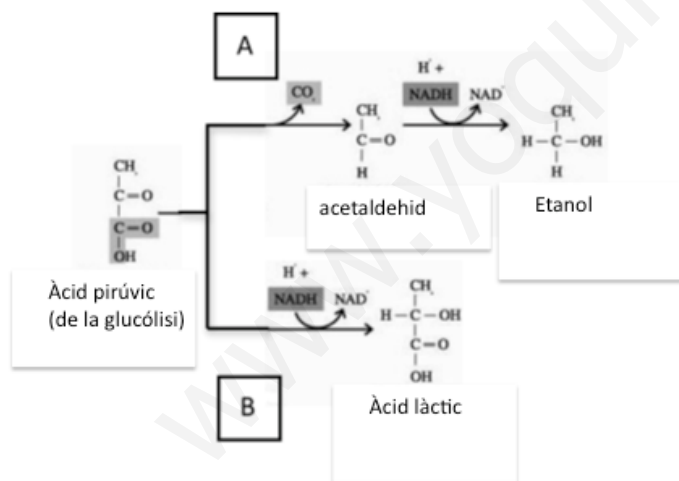 A
H⁺ +
CO₂
NADH NAD⁺
CH₃
C=O
H
CH₃
H—C—OH
H
CH₃
C=O
C=O
OH
acetaldehid
Etanol
Àcid pirúvic
(de la glucólisi)
H⁺ +
NADH NAD⁺
CH₃
H—C—OH
C=O
OH
B
Àcid làctic